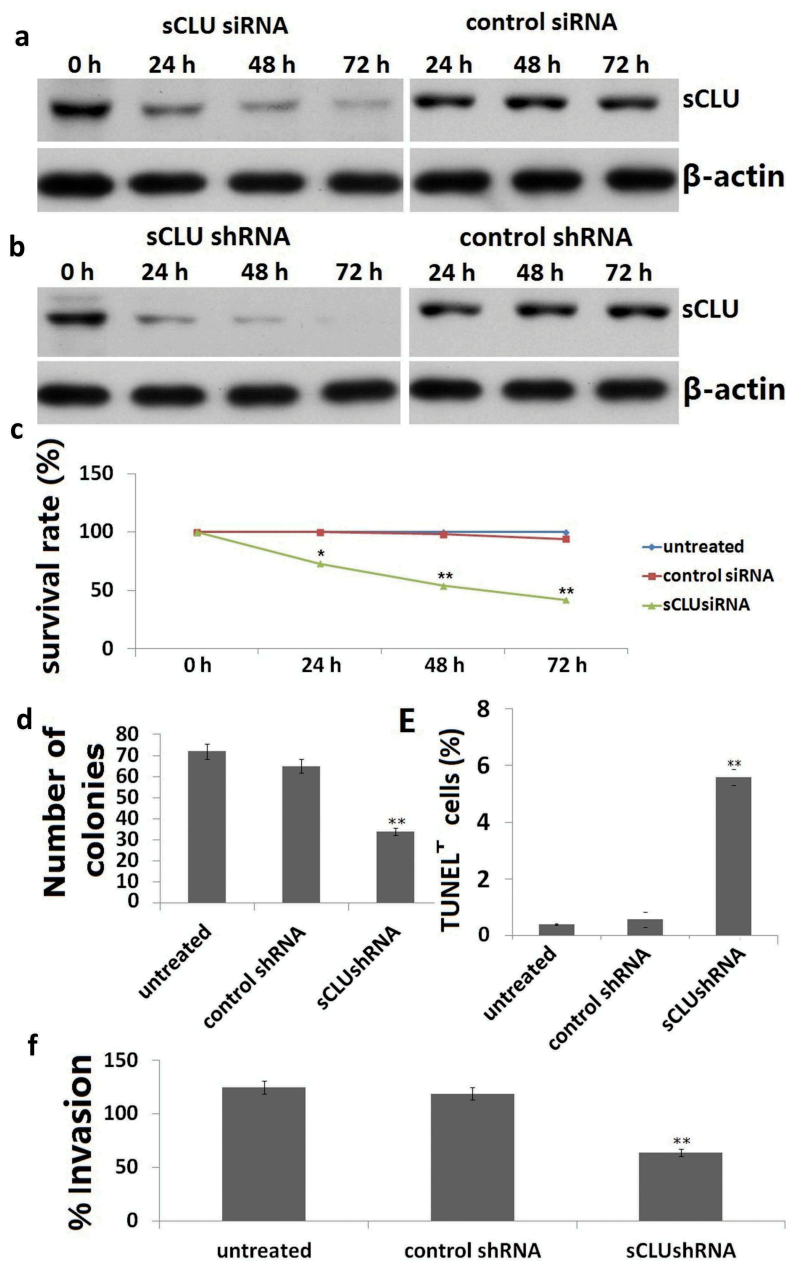 a
sCLU siRNA
control siRNA
0 h 24 h 48 h 72 h 24 h 48 h 72 h
sCLU
β-actin
b
sCLU shRNA
control shRNA
0 h 24 h 48 h 72 h 24 h 48 h 72 h
sCLU
β-actin
c
survival rate (%)
150
100
50
0
*
**
**
0 h 24 h 48 h 72 h
untreated
control siRNA
sCLUsiRNA
d
Number of colonies
80
70
60
50
40
30
20
10
0
**
untreated
control shRNA
sCLUshRNA
E
TUNEL+ cells (%)
8
6
4
2
0
**
untreated
control shRNA
sCLUshRNA
f
% Invasion
150
100
50
0
**
untreated control shRNA sCLUshRNA